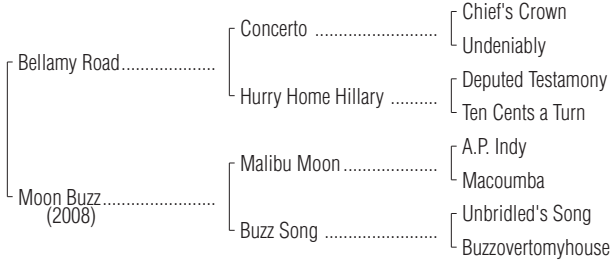 Chief's Crown
Concerto
Undeniably
Bellamy Road
Deputed Testamony
Hurry Home Hillary
Ten Cents a Turn
A.P. Indy
Malibu Moon
Macoumba
Moon Buzz
(2008)
Unbridled's Song
Buzz Song
Buzzovertomyhouse